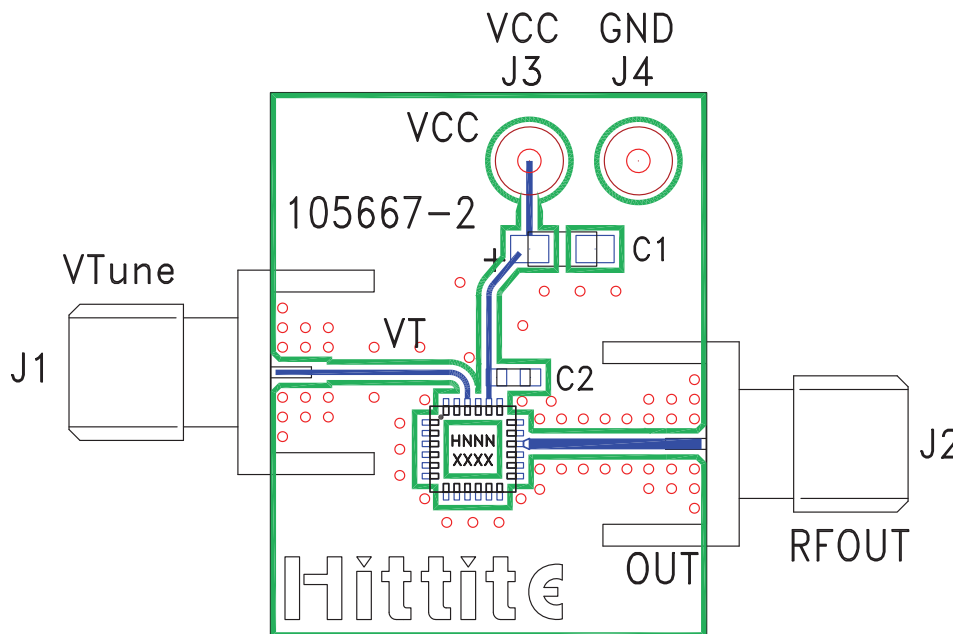 VCC GND
J3 J4
VCC
105667-2
C1
VTune
VT
J1
C2
HNNN
XXXX
J2
RFOUT
OUT
Hittite